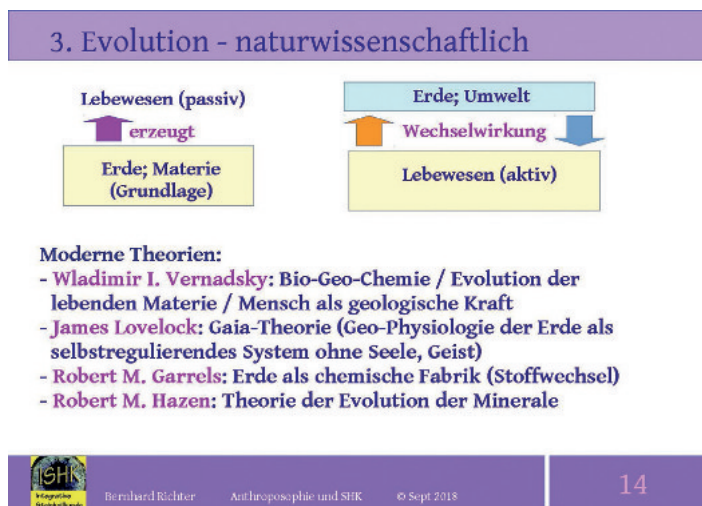 3. Evolution - naturwissenschaftlich
Lebewesen (passiv)
erzeugt
Erde; Materie
(Grundlage)
Erde; Umwelt
Wechselwirkung
Lebewesen (aktiv)
Moderne Theorien:
- Wladimir I. Vernadsky: Bio-Geo-Chemie / Evolution der
lebenden Materie / Mensch als geologische Kraft
- James Lovelock: Gaia-Theorie (Geo-Physiologie der Erde als
selbstregulierendes System ohne Seele, Geist)
- Robert M. Garrels: Erde als chemische Fabrik (Stoffwechsel)
- Robert M. Hazen: Theorie der Evolution der Minerale
ISHK
Integrative
Steinheilkunde
Bernhard Richter Anthroposophie und SHK © Sept 2018
14